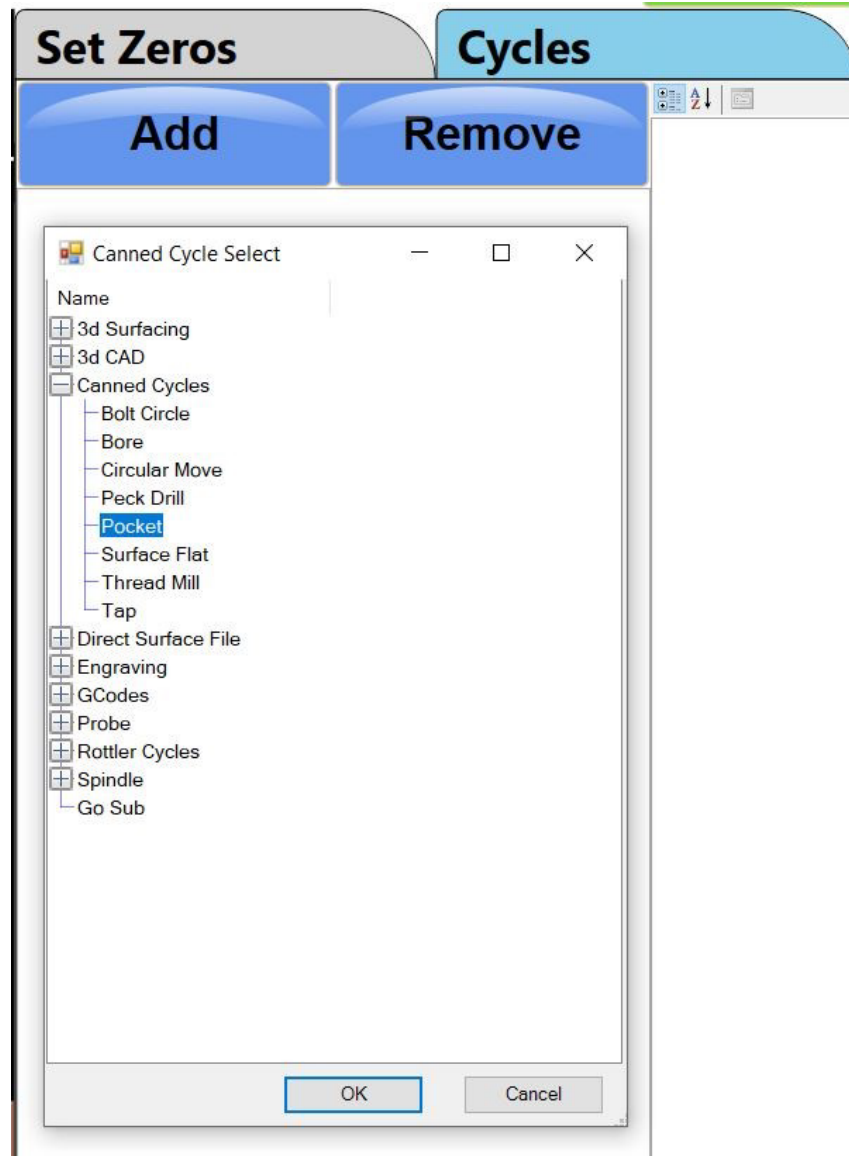 Set Zeros
Cycles
Add
Remove
Canned Cycle Select
Name
3d Surfacing
3d CAD
Canned Cycles
Bolt Circle
Bore
Circular Move
Peck Drill
Pocket
Surface Flat
Thread Mill
Tap
Direct Surface File
Engraving
GCodes
Probe
Rottler Cycles
Spindle
Go Sub
OK
Cancel